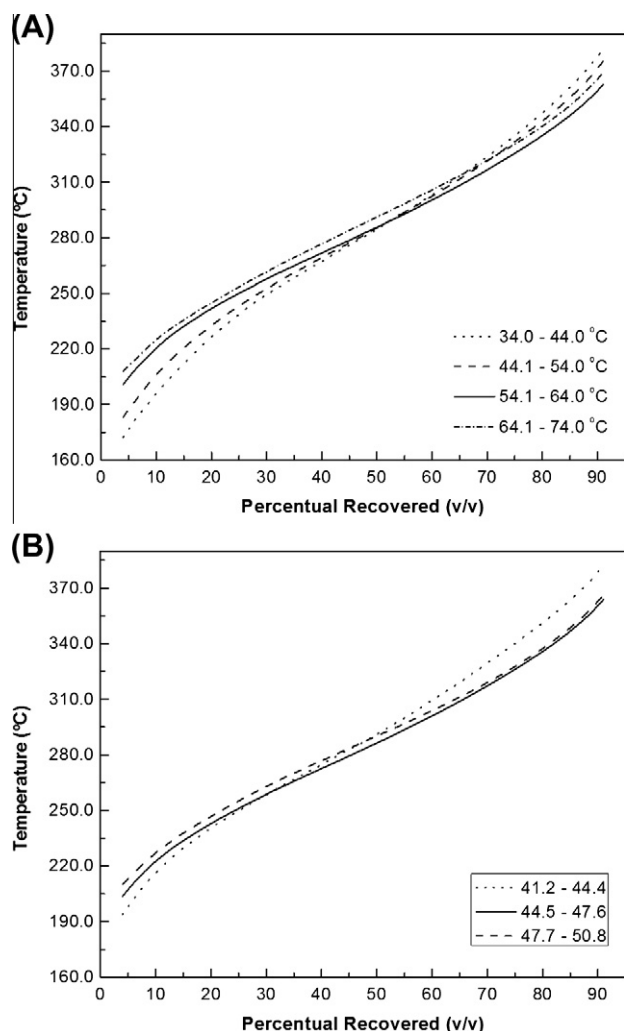 (A)
370.0
340.0
310.0
280.0
250.0
220.0
190.0
160.0
Temperature (ºC)
34.0 - 44.0 °C
44.1 - 54.0 °C
54.1 - 64.0 °C
64.1 - 74.0 °C
0 10 20 30 40 50 60 70 80 90
Percentual Recovered (v/v)
(B)
370.0
340.0
310.0
280.0
250.0
220.0
190.0
160.0
Temperature (ºC)
41.2 - 44.4
44.5 - 47.6
47.7 - 50.8
0 10 20 30 40 50 60 70 80 90
Percentual Recovered (v/v)